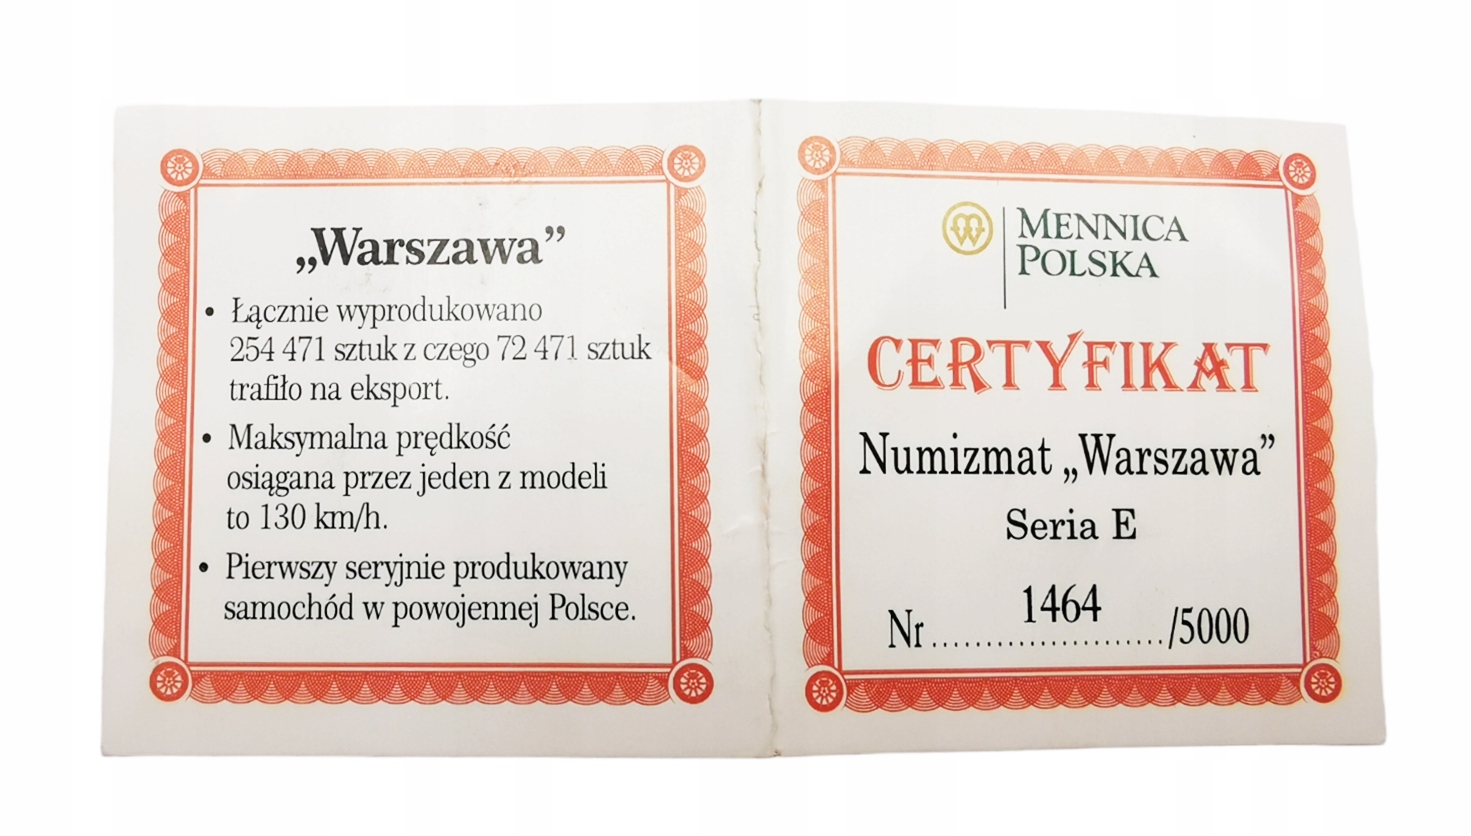 „Warszawa”
• Łącznie wyprodukowano
254 471 sztuk z czego 72 471 sztuk
trafiło na eksport.
• Maksymalna prędkość
osiągana przez jeden z modeli
to 130 km/h.
• Pierwszy seryjnie produkowany
samochód w powojennej Polsce.
MENNICA
POLSKA
CERTYFIKAT
Numizmat „Warszawa”
Seria E
Nr ...................... 1464 /5000